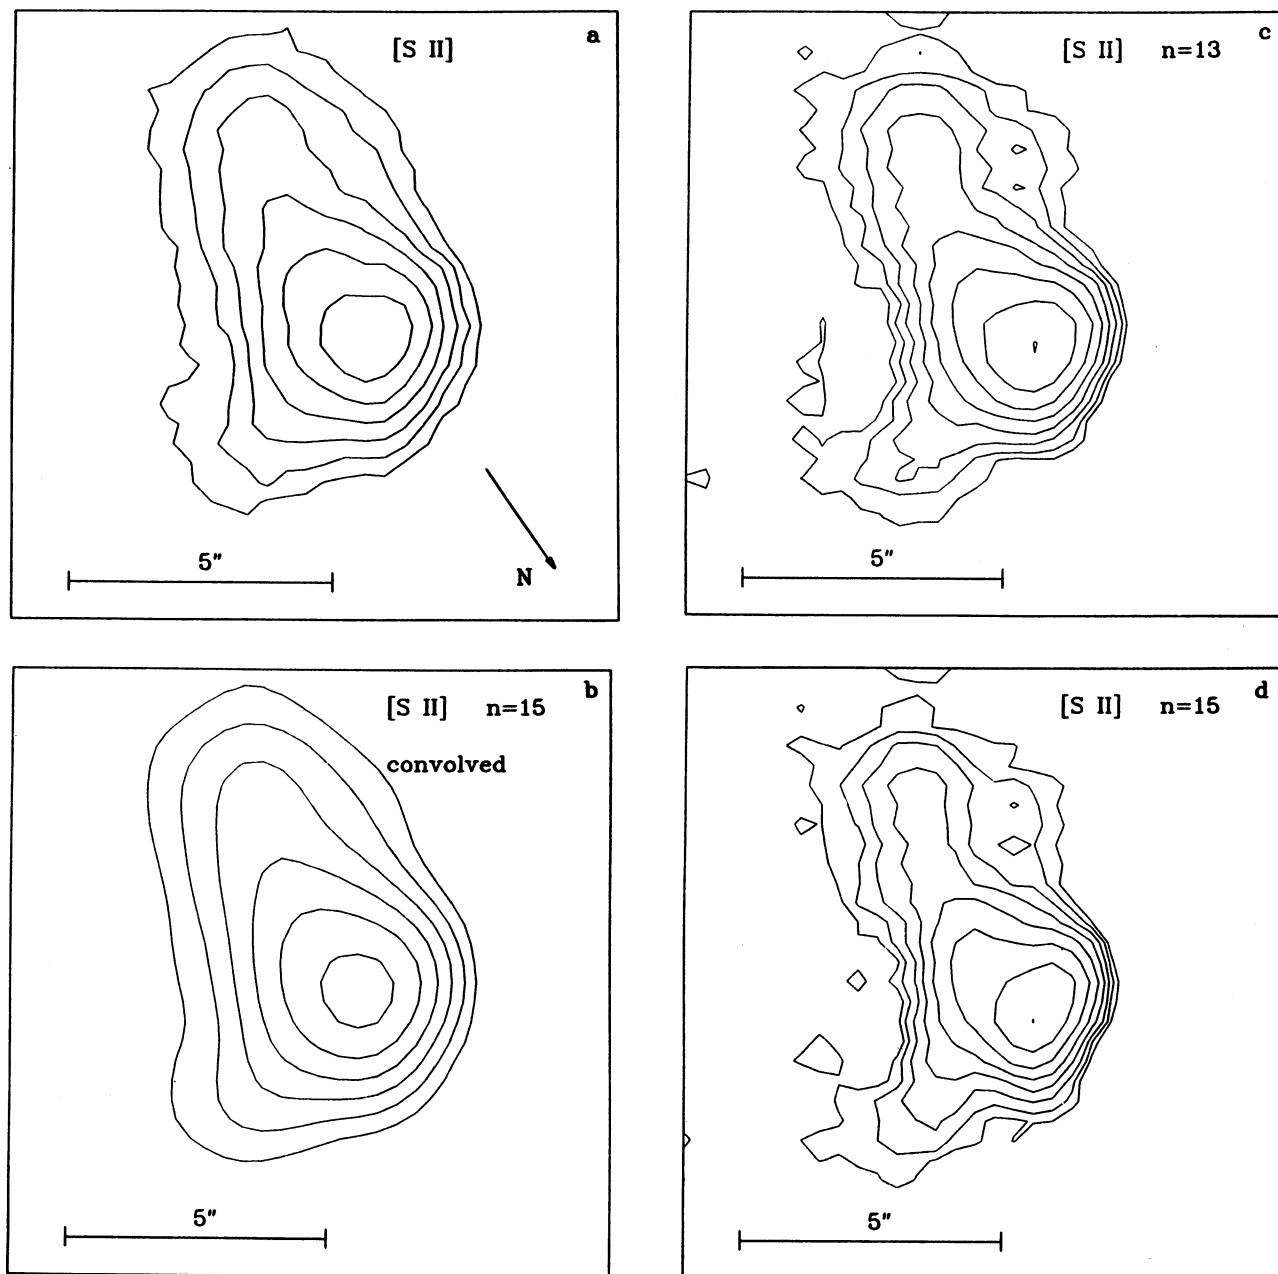 a
[S II]
5"
N
c
[S II] n=13
5"
b
[S II] n=15
convolved
5"
d
[S II] n=15
5"